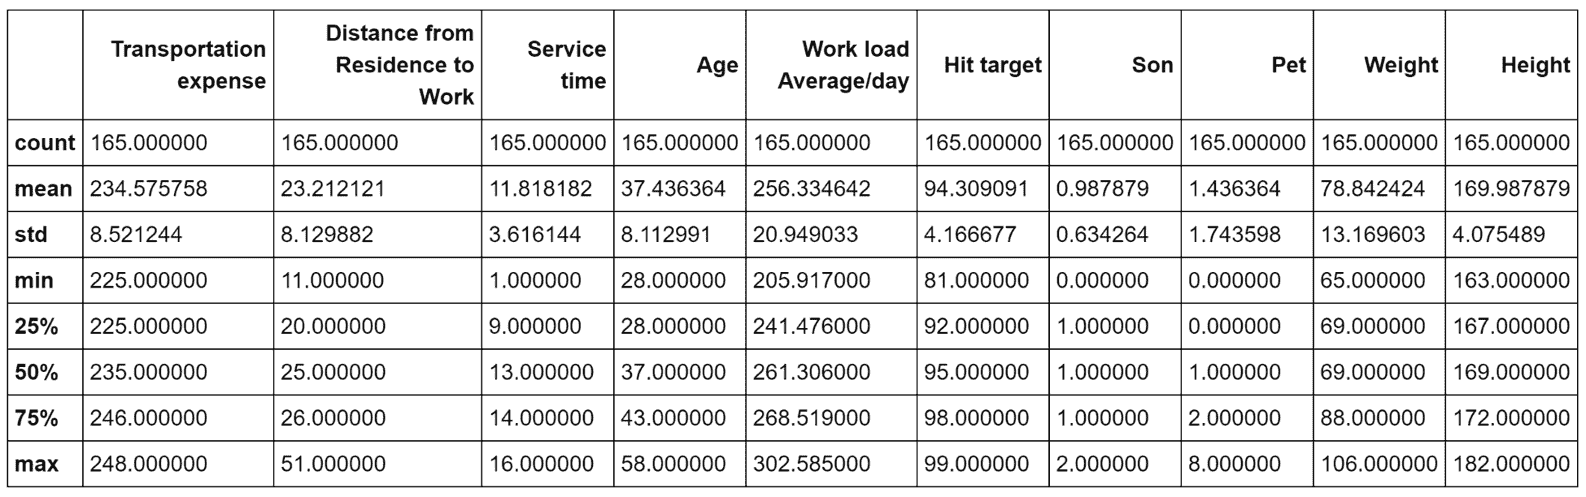 Transportation expense Distance from Residence to Work Service time Age Work load Average/day Hit target Son Pet Weight Height
count 165.000000 165.000000 165.000000 165.000000 165.000000 165.000000 165.000000 165.000000 165.000000 165.000000
mean 234.575758 23.212121 11.818182 37.436364 256.334642 94.309091 0.987879 1.436364 78.842424 169.987879
std 8.521244 8.129882 3.616144 8.112991 20.949033 4.166677 0.634264 1.743598 13.169603 4.075489
min 225.000000 11.000000 1.000000 28.000000 205.917000 81.000000 0.000000 0.000000 65.000000 163.000000
25% 225.000000 20.000000 9.000000 28.000000 241.476000 92.000000 1.000000 0.000000 69.000000 167.000000
50% 235.000000 25.000000 13.000000 37.000000 261.306000 95.000000 1.000000 1.000000 69.000000 169.000000
75% 246.000000 26.000000 14.000000 43.000000 268.519000 98.000000 1.000000 2.000000 88.000000 172.000000
max 248.000000 51.000000 16.000000 58.000000 302.585000 99.000000 2.000000 8.000000 106.000000 182.000000